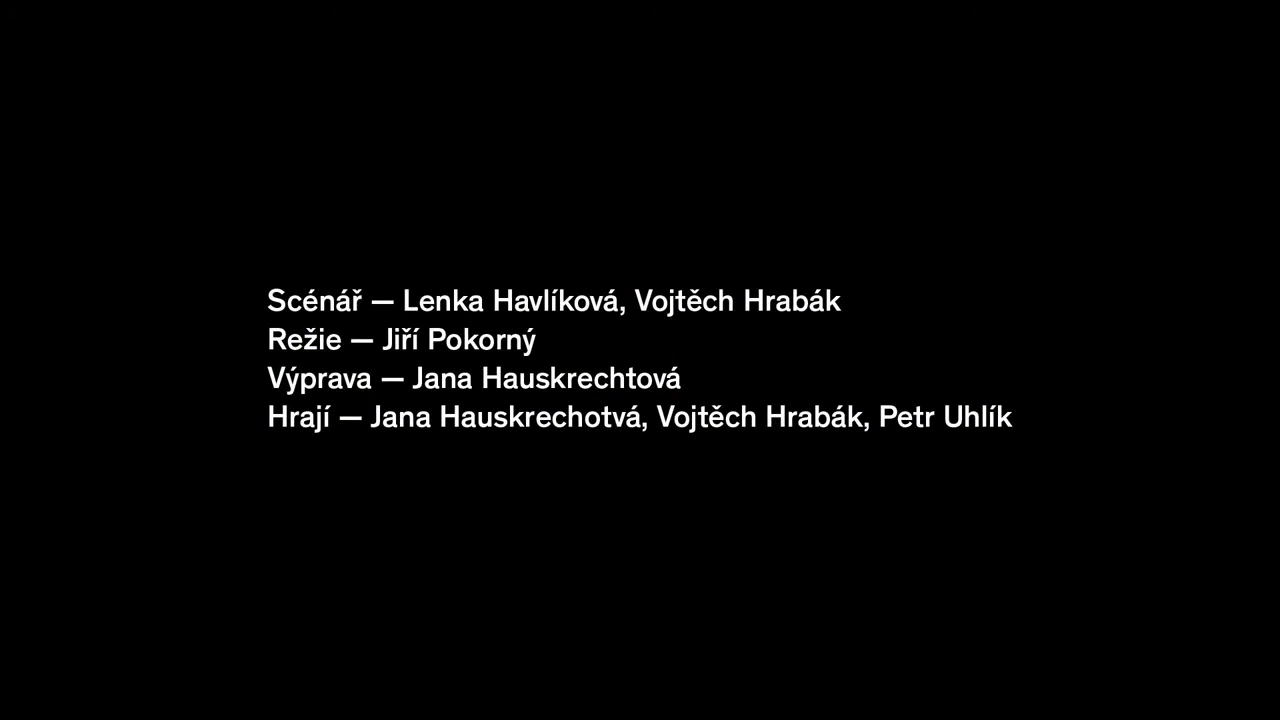 Scénář — Lenka Havlíková, Vojtěch Hrabák
Režie — Jiří Pokorný
Výprava — Jana Hauskrechtová
Hrají — Jana Hauskrechotvá, Vojtěch Hrabák, Petr Uhlík